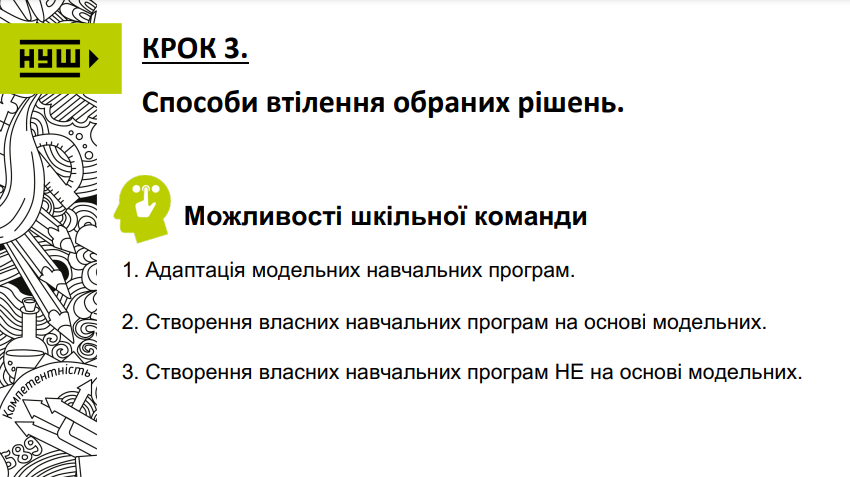 НУШ
КРОК 3.
Способи втілення обраних рішень.
Можливості шкільної команди
1. Адаптація модельних навчальних програм.
2. Створення власних навчальних програм на основі модельних.
3. Створення власних навчальних програм НЕ на основі модельних.
Компетентність
589